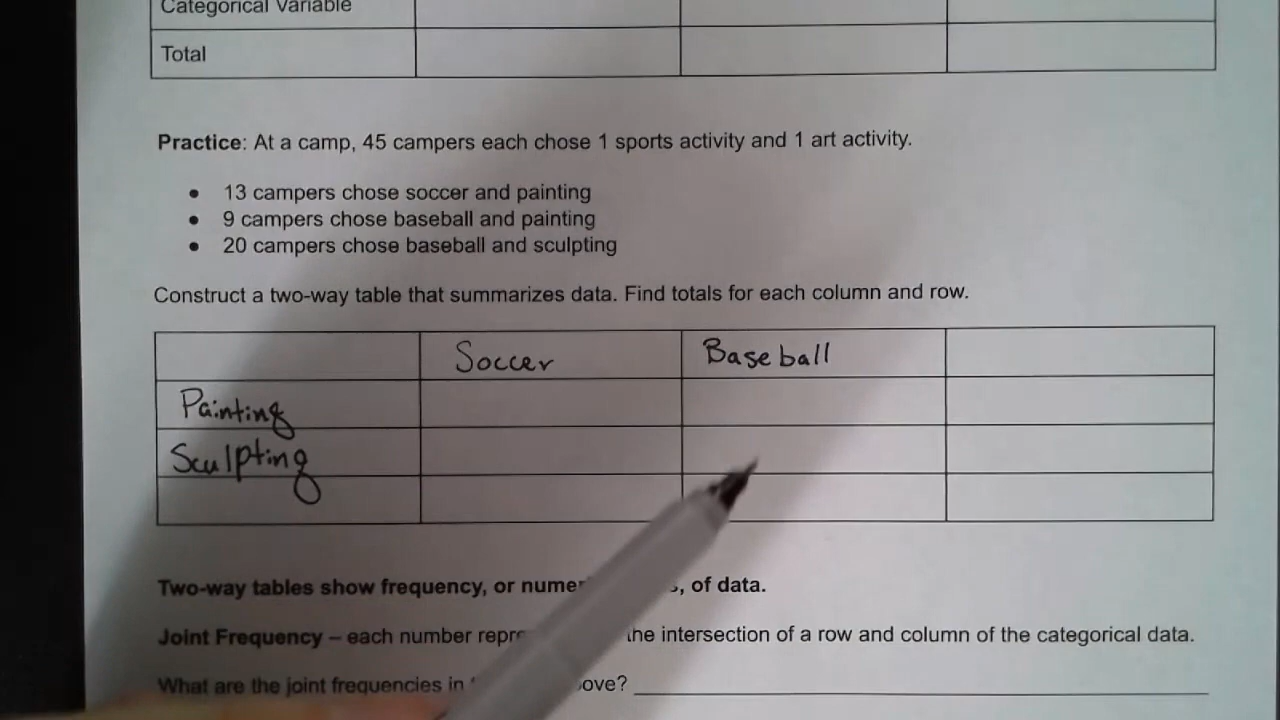 Categorical Variable
Total
Practice: At a camp, 45 campers each chose 1 sports activity and 1 art activity.
• 13 campers chose soccer and painting
• 9 campers chose baseball and painting
• 20 campers chose baseball and sculpting
Construct a two-way table that summarizes data. Find totals for each column and row.
Soccer Baseball
Painting
Sculpting
Two-way tables show frequency, or of data.
Joint Frequency – each number the intersection of a row and column of the categorical data.
What are the joint frequencies in